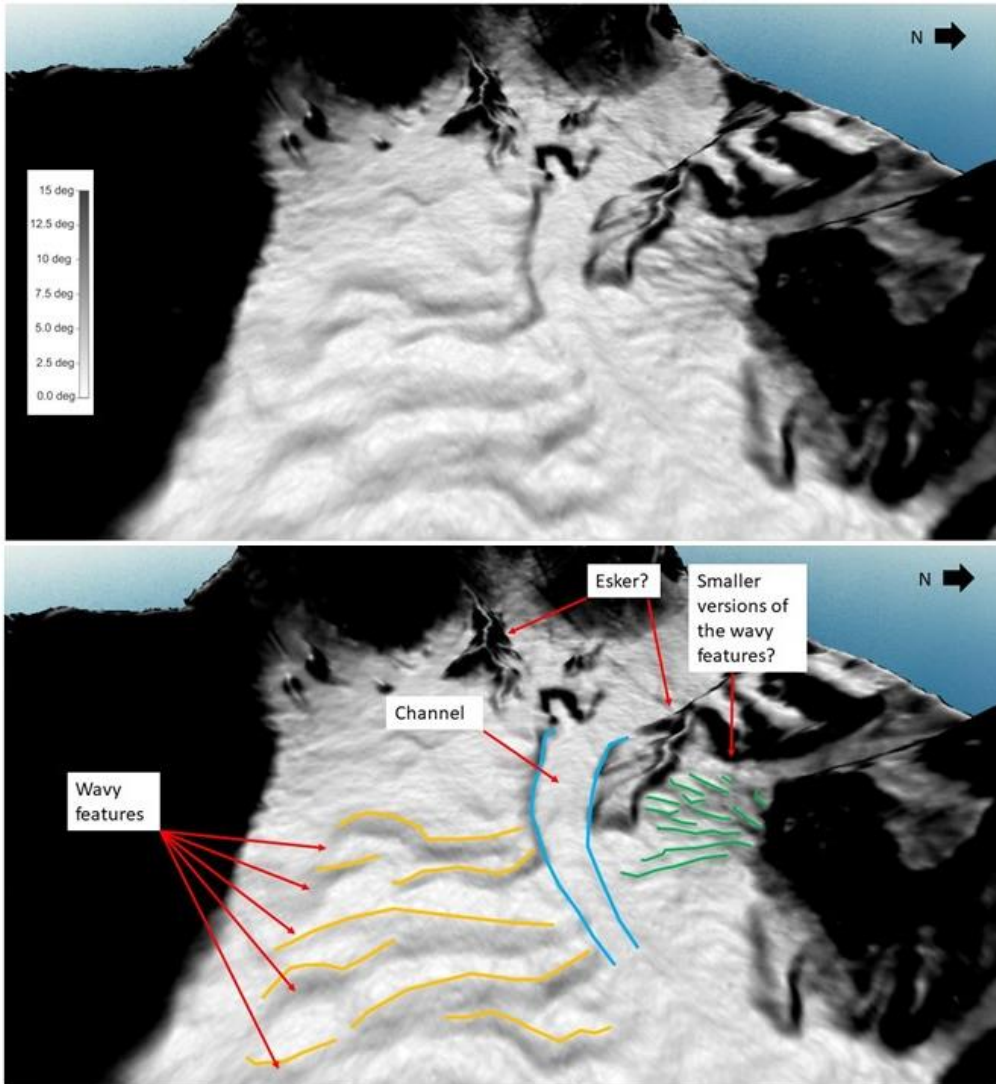 N
15 deg
12.5 deg
10 deg
7.5 deg
5.0 deg
2.5 deg
0.0 deg
N
Esker?
Smaller
versions of
the wavy
features?
Channel
Wavy
features